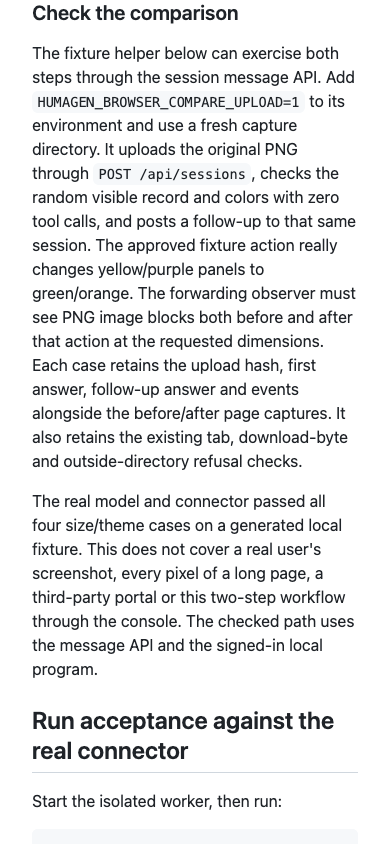 Check the comparison
The fixture helper below can exercise both
steps through the session message API. Add
HUMAGEN_BROWSER_COMPARE_UPLOAD=1 to its
environment and use a fresh capture
directory. It uploads the original PNG
through POST /api/sessions , checks the
random visible record and colors with zero
tool calls, and posts a follow-up to that same
session. The approved fixture action really
changes yellow/purple panels to
green/orange. The forwarding observer must
see PNG image blocks both before and after
that action at the requested dimensions.
Each case retains the upload hash, first
answer, follow-up answer and events
alongside the before/after page captures. It
also retains the existing tab, download-byte
and outside-directory refusal checks.
The real model and connector passed all
four size/theme cases on a generated local
fixture. This does not cover a real user's
screenshot, every pixel of a long page, a
third-party portal or this two-step workflow
through the console. The checked path uses
the message API and the signed-in local
program.
Run acceptance against the
real connector
Start the isolated worker, then run: